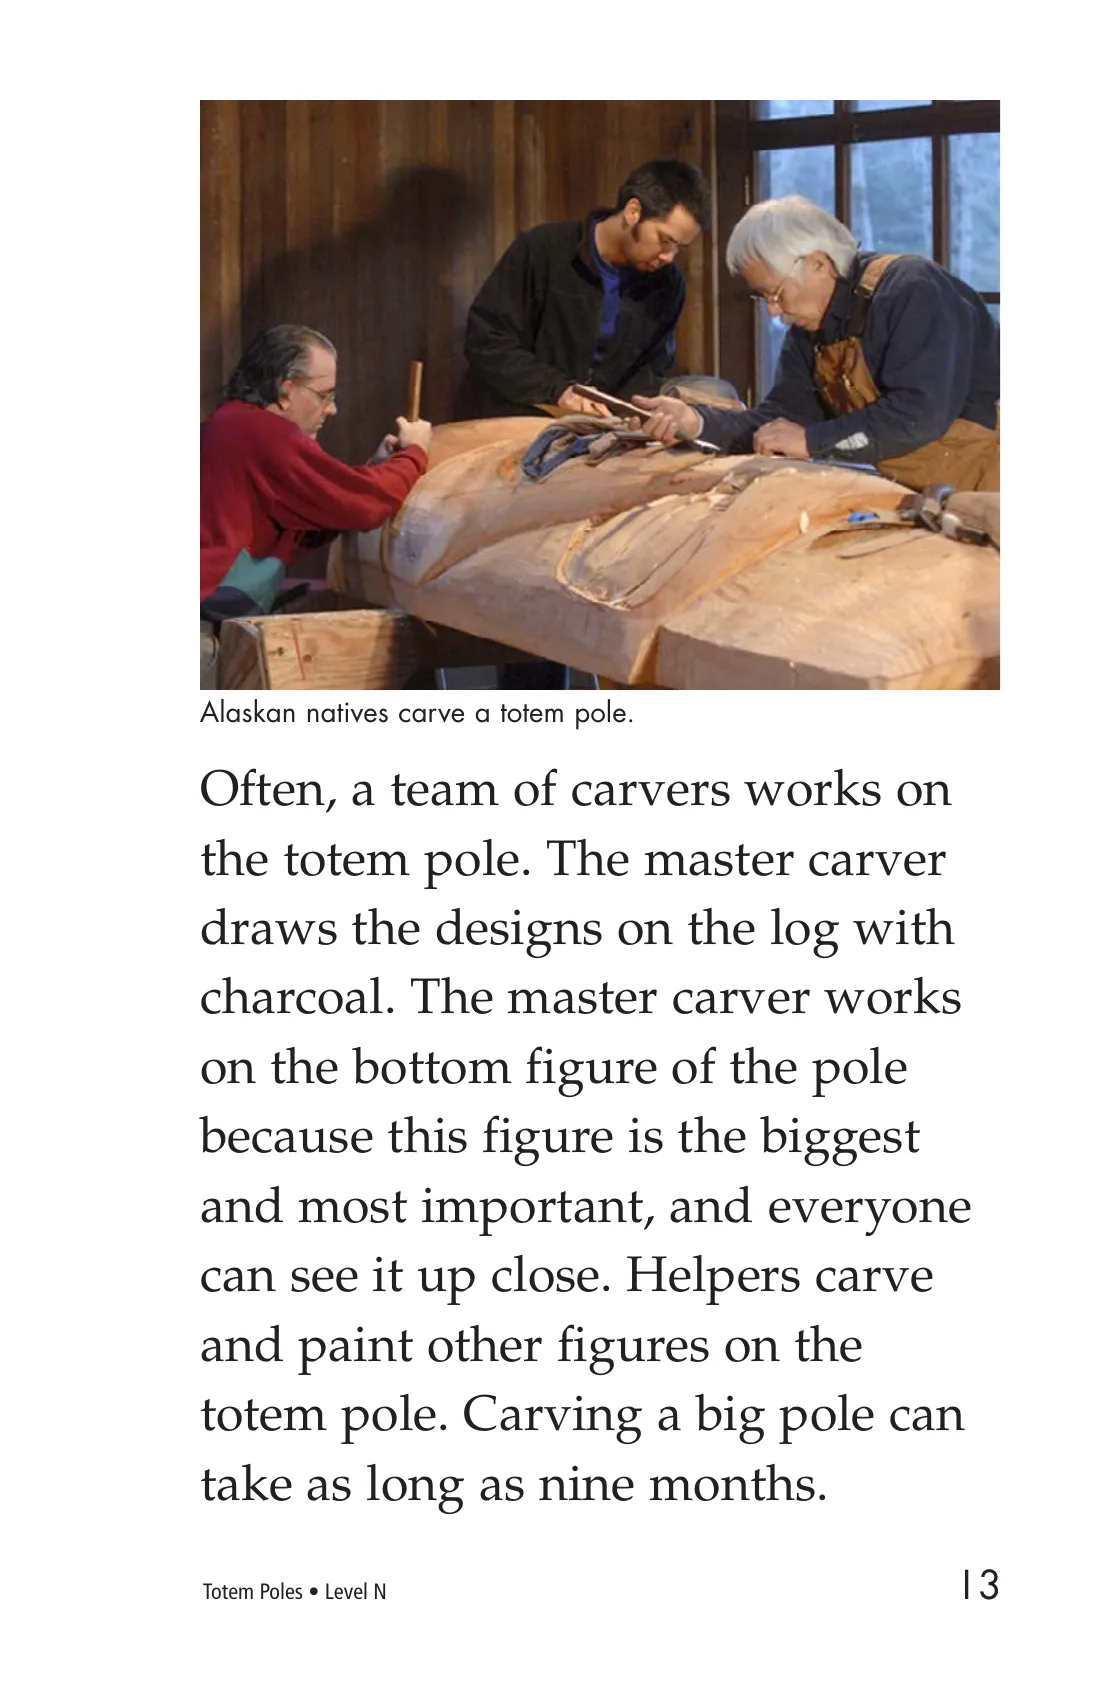 Alaskan natives carve a totem pole.
Often, a team of carvers works on
the totem pole. The master carver
draws the designs on the log with
charcoal. The master carver works
on the bottom figure of the pole
because this figure is the biggest
and most important, and everyone
can see it up close. Helpers carve
and paint other figures on the
totem pole. Carving a big pole can
take as long as nine months.
Totem Poles • Level N
13